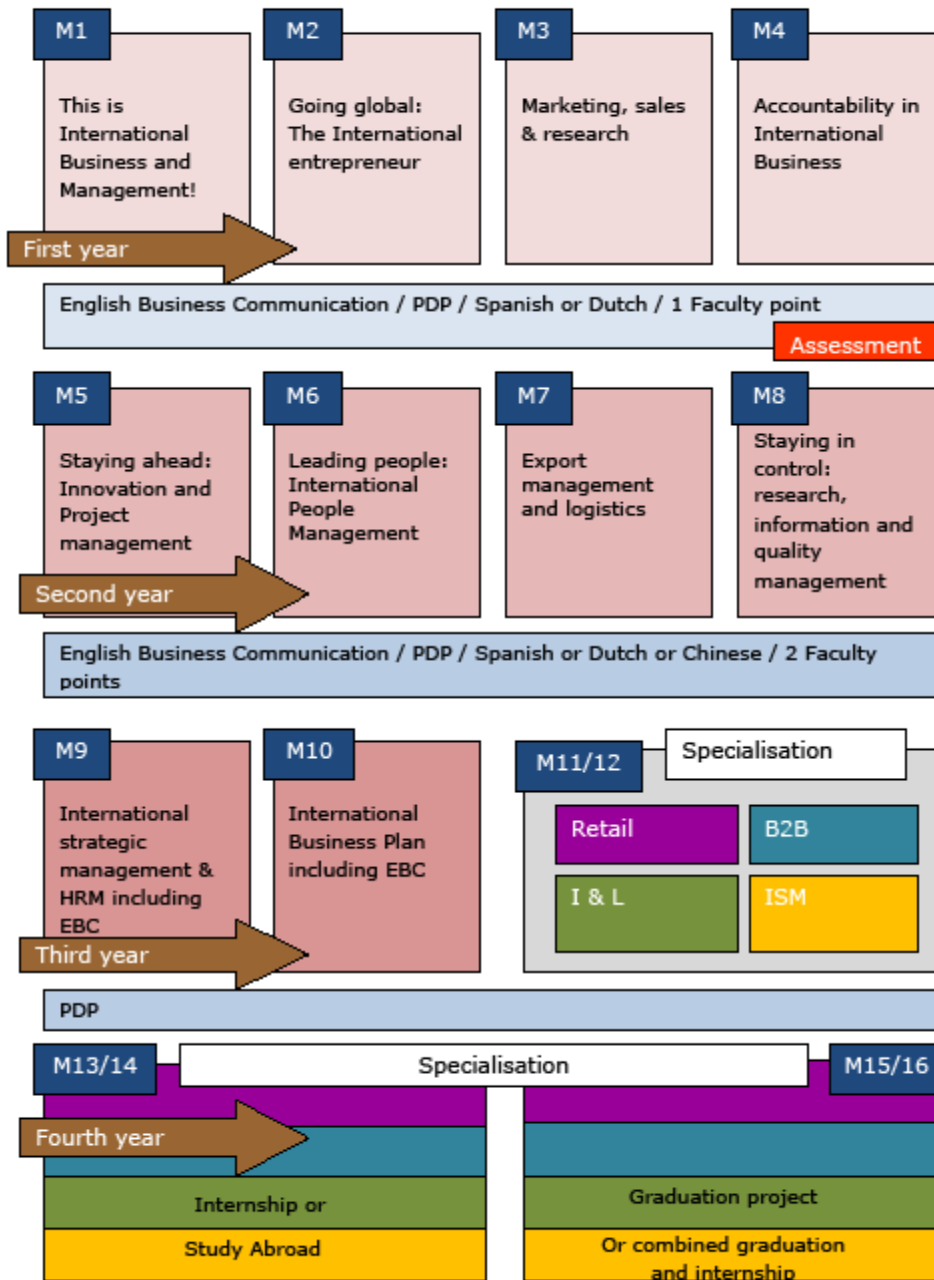 M1
This is
International
Business and
Management!
M2
Going global:
The International
entrepreneur
M3
Marketing, sales
& research
M4
Accountability in
International
Business
First year
English Business Communication / PDP / Spanish or Dutch / 1 Faculty point
Assessment
M5
Staying ahead:
Innovation and
Project
management
M6
Leading people:
International
People
Management
M7
Export
management
and logistics
M8
Staying in
control:
research,
information and
quality
management
Second year
English Business Communication / PDP / Spanish or Dutch or Chinese / 2 Faculty
points
M9
International
strategic
management &
HRM including
EBC
M10
International
Business Plan
including EBC
M11/12
Specialisation
Retail
B2B
I & L
ISM
Third year
PDP
M13/14
Specialisation
M15/16
Fourth year
Internship or
Study Abroad
Graduation project
Or combined graduation
and internship